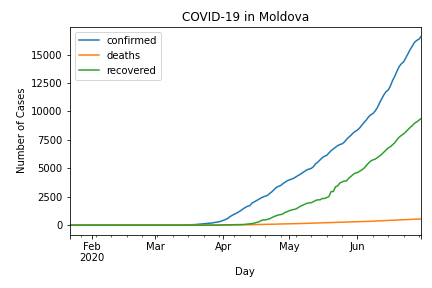 COVID-19 in Moldova
confirmed
deaths
recovered
Number of Cases
15000
12500
10000
7500
5000
2500
0
Feb
2020
Mar
Apr
May
Jun
Day